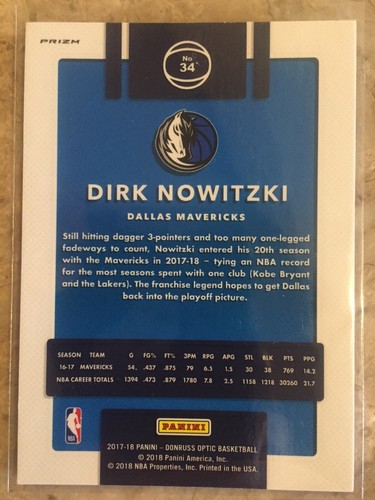 PRIZM
No
34
DIRK NOWITZKI
DALLAS MAVERICKS
Still hitting dagger 3-pointers and too many one-legged
fadeways to count, Nowitzki entered his 20th season
with the Mavericks in 2017-18 – tying an NBA record
for the most seasons spent with one club (Kobe Bryant
and the Lakers). The franchise legend hopes to get Dallas
back into the playoff picture.
SEASON TEAM G FG% FT% 3PM RPG APG STL BLK PTS PPG
16-17 MAVERICKS 54 .437 .875 79 6.5 1.5 30 38 769 14.2
NBA CAREER TOTALS 1394 .473 .879 1780 7.8 2.5 1158 1218 30260 21.7
NBA
PANINI
2017-18 PANINI – DONRUSS OPTIC BASKETBALL
© 2018 Panini America, Inc.
© 2018 NBA Properties, Inc. Printed in the USA.